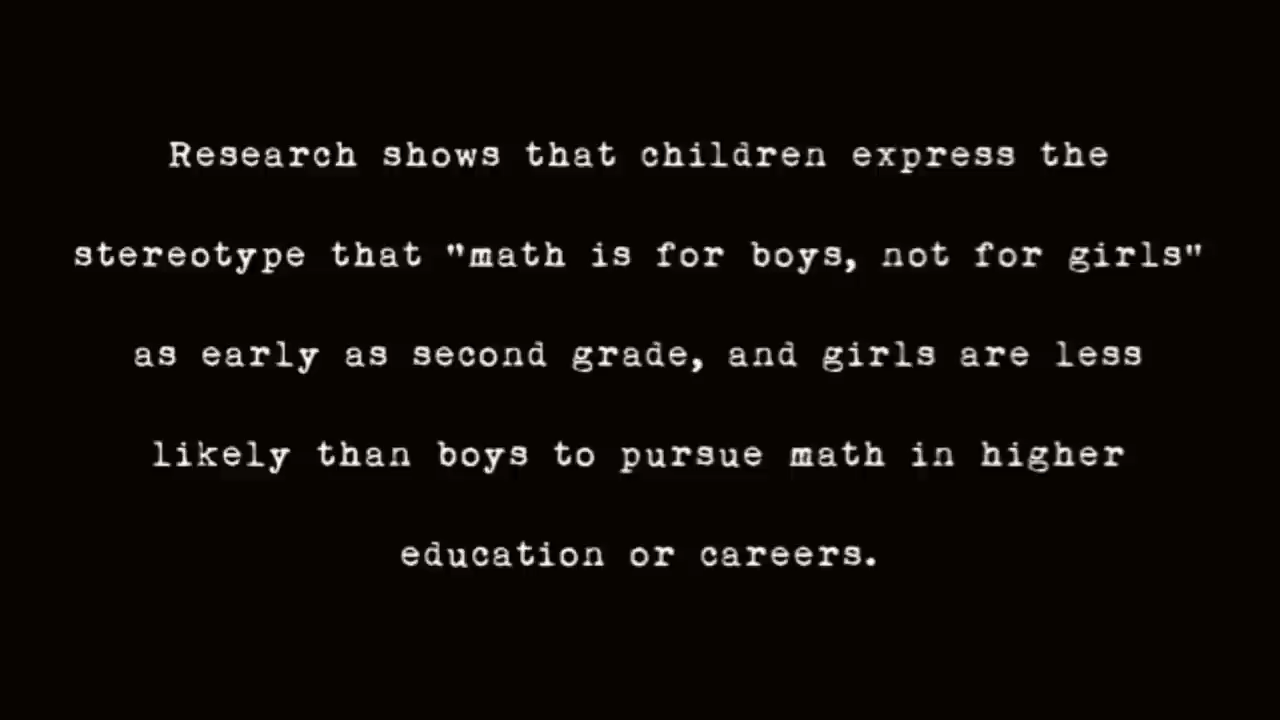 Research shows that children express the
stereotype that "math is for boys, not for girls"
as early as second grade, and girls are less
likely than boys to pursue math in higher
education or careers.